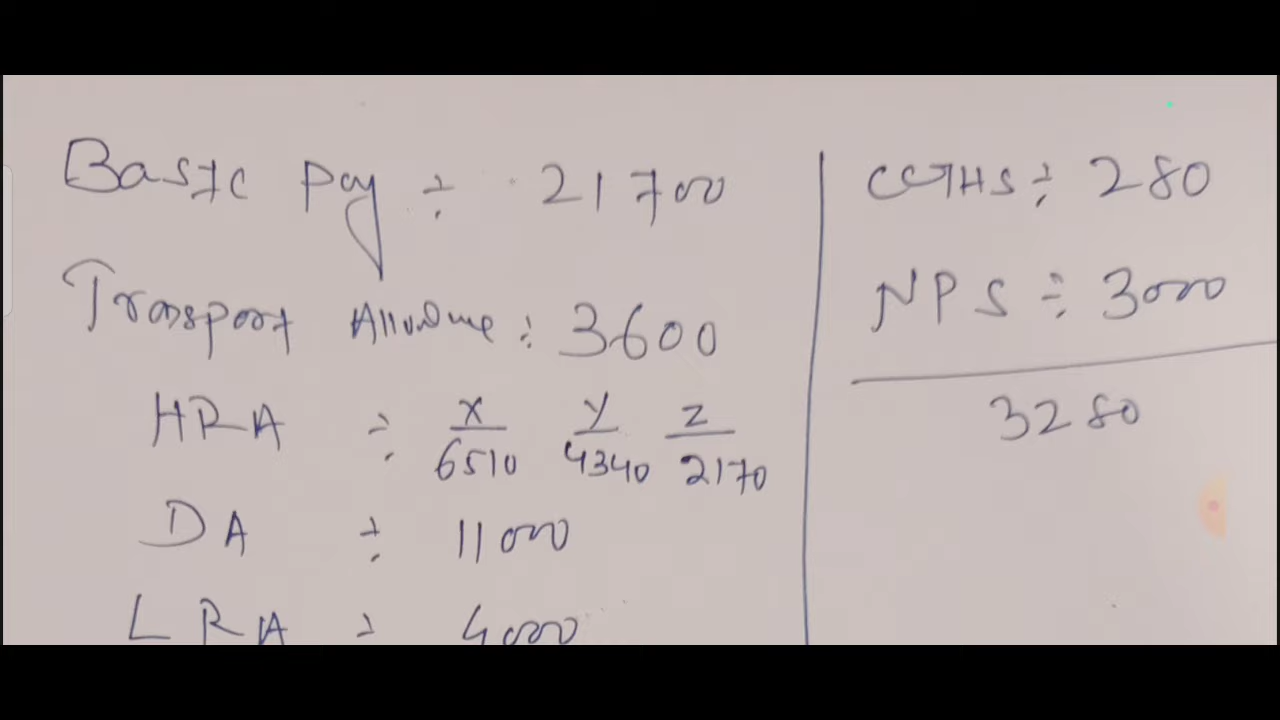 Basic Pay ÷ 21700
Transport Allowance ÷ 3600
HRA ÷ X/6510 Y/4340 Z/2170
DA ÷ 11000
LRA ÷ 4000
CGHS ÷ 280
NPS ÷ 3000
3280